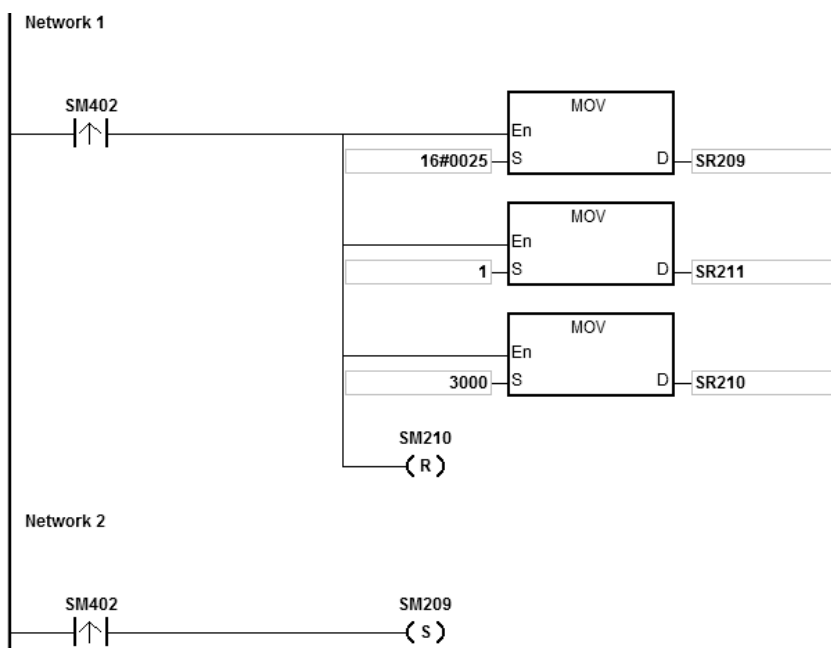 Network 1
SM402
MOV
En
16#0025 S D SR209
MOV
En
1 S D SR211
MOV
En
3000 S D SR210
SM210
R
Network 2
SM402 SM209
S